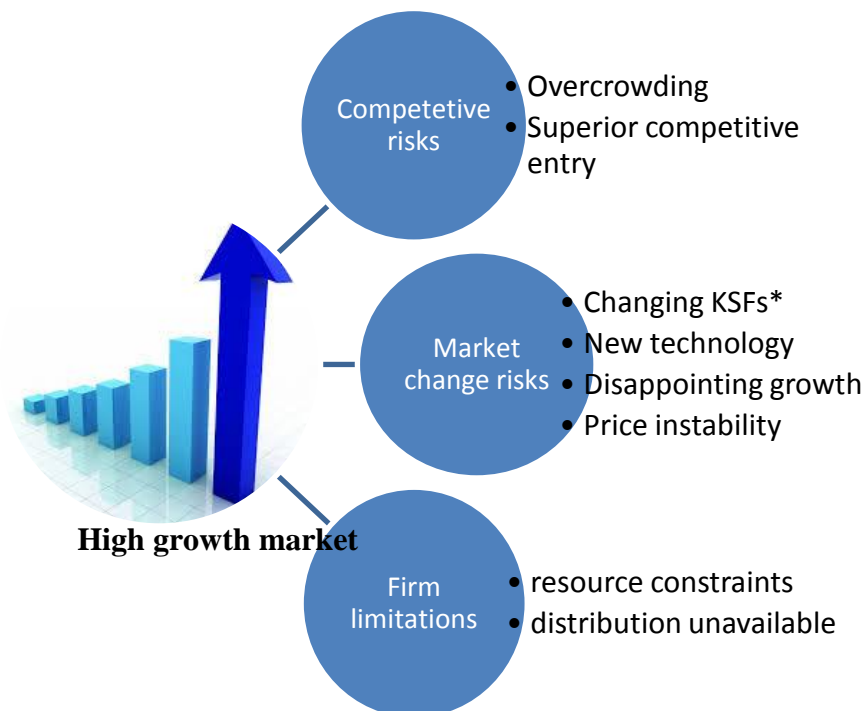 Competetive
risks
• Overcrowding
• Superior competitive
entry
Market
change risks
• Changing KSFs*
• New technology
• Disappointing growth
• Price instability
High growth market
Firm
limitations
• resource constraints
• distribution unavailable